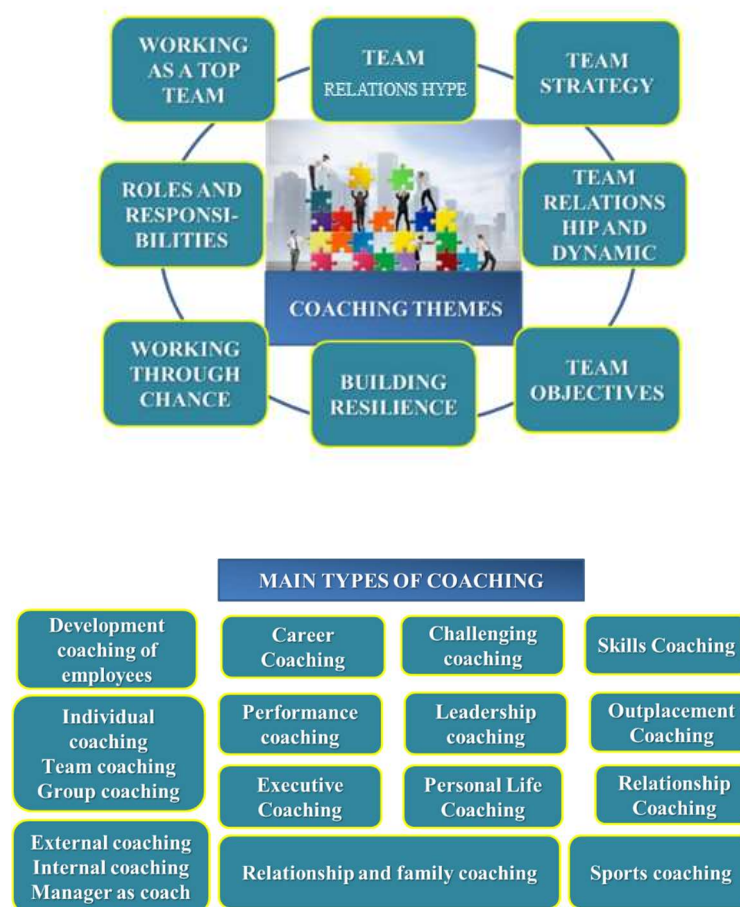 WORKING
AS A TOP
TEAM
TEAM
RELATIONS HYPE
TEAM
STRATEGY
ROLES AND
RESPONSI-
BILITIES
TEAM
RELATIONS
HIP AND
DYNAMIC
COACHING THEMES
WORKING
THROUGH
CHANCE
BUILDING
RESILIENCE
TEAM
OBJECTIVES
MAIN TYPES OF COACHING
Development
coaching of
employees
Career
Coaching
Challenging
coaching
Skills Coaching
Individual
coaching
Team coaching
Group coaching
Performance
coaching
Leadership
coaching
Outplacement
Coaching
Executive
Coaching
Personal Life
Coaching
Relationship
Coaching
External coaching
Internal coaching
Manager as coach
Relationship and family coaching
Sports coaching